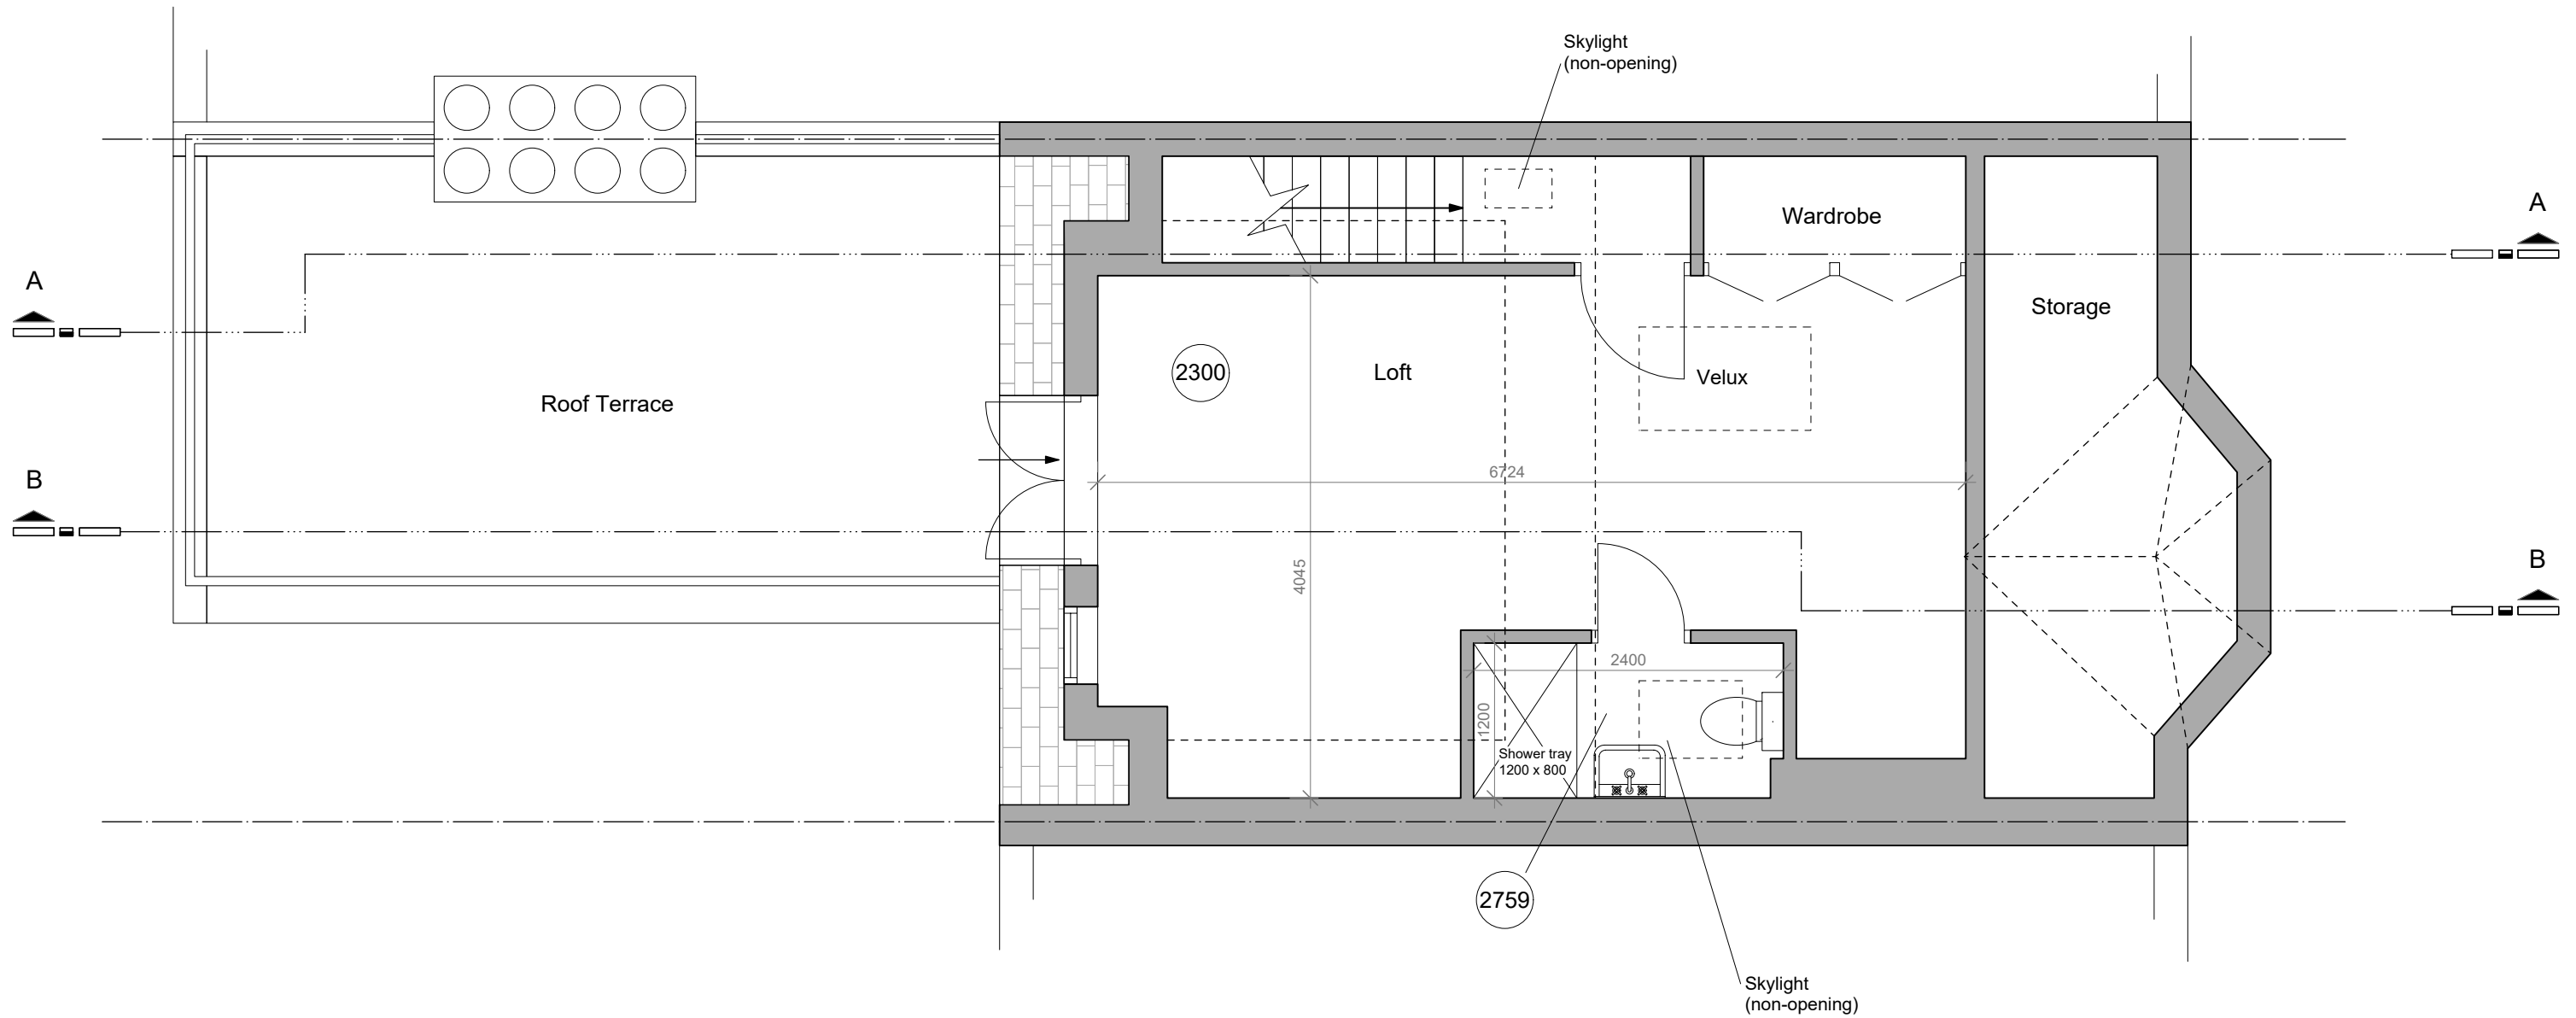 Skylight
(non-opening)
A
Wardrobe
A
Storage
2300
Loft
Velux
Roof Terrace
6724
B
B
4045
2400
1200
Shower tray
1200 x 800
2759
Skylight
(non-opening)